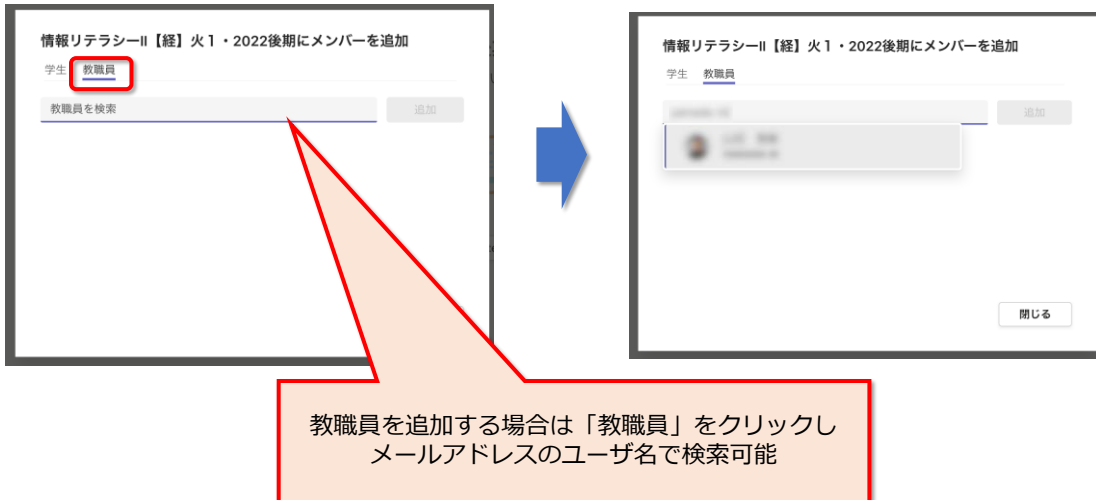 情報リテラシーII【経】火１・2022後期にメンバーを追加
学生 教職員
教職員を検索
追加
情報リテラシーII【経】火１・2022後期にメンバーを追加
学生 教職員
追加
閉じる
教職員を追加する場合は「教職員」をクリックし
メールアドレスのユーザ名で検索可能